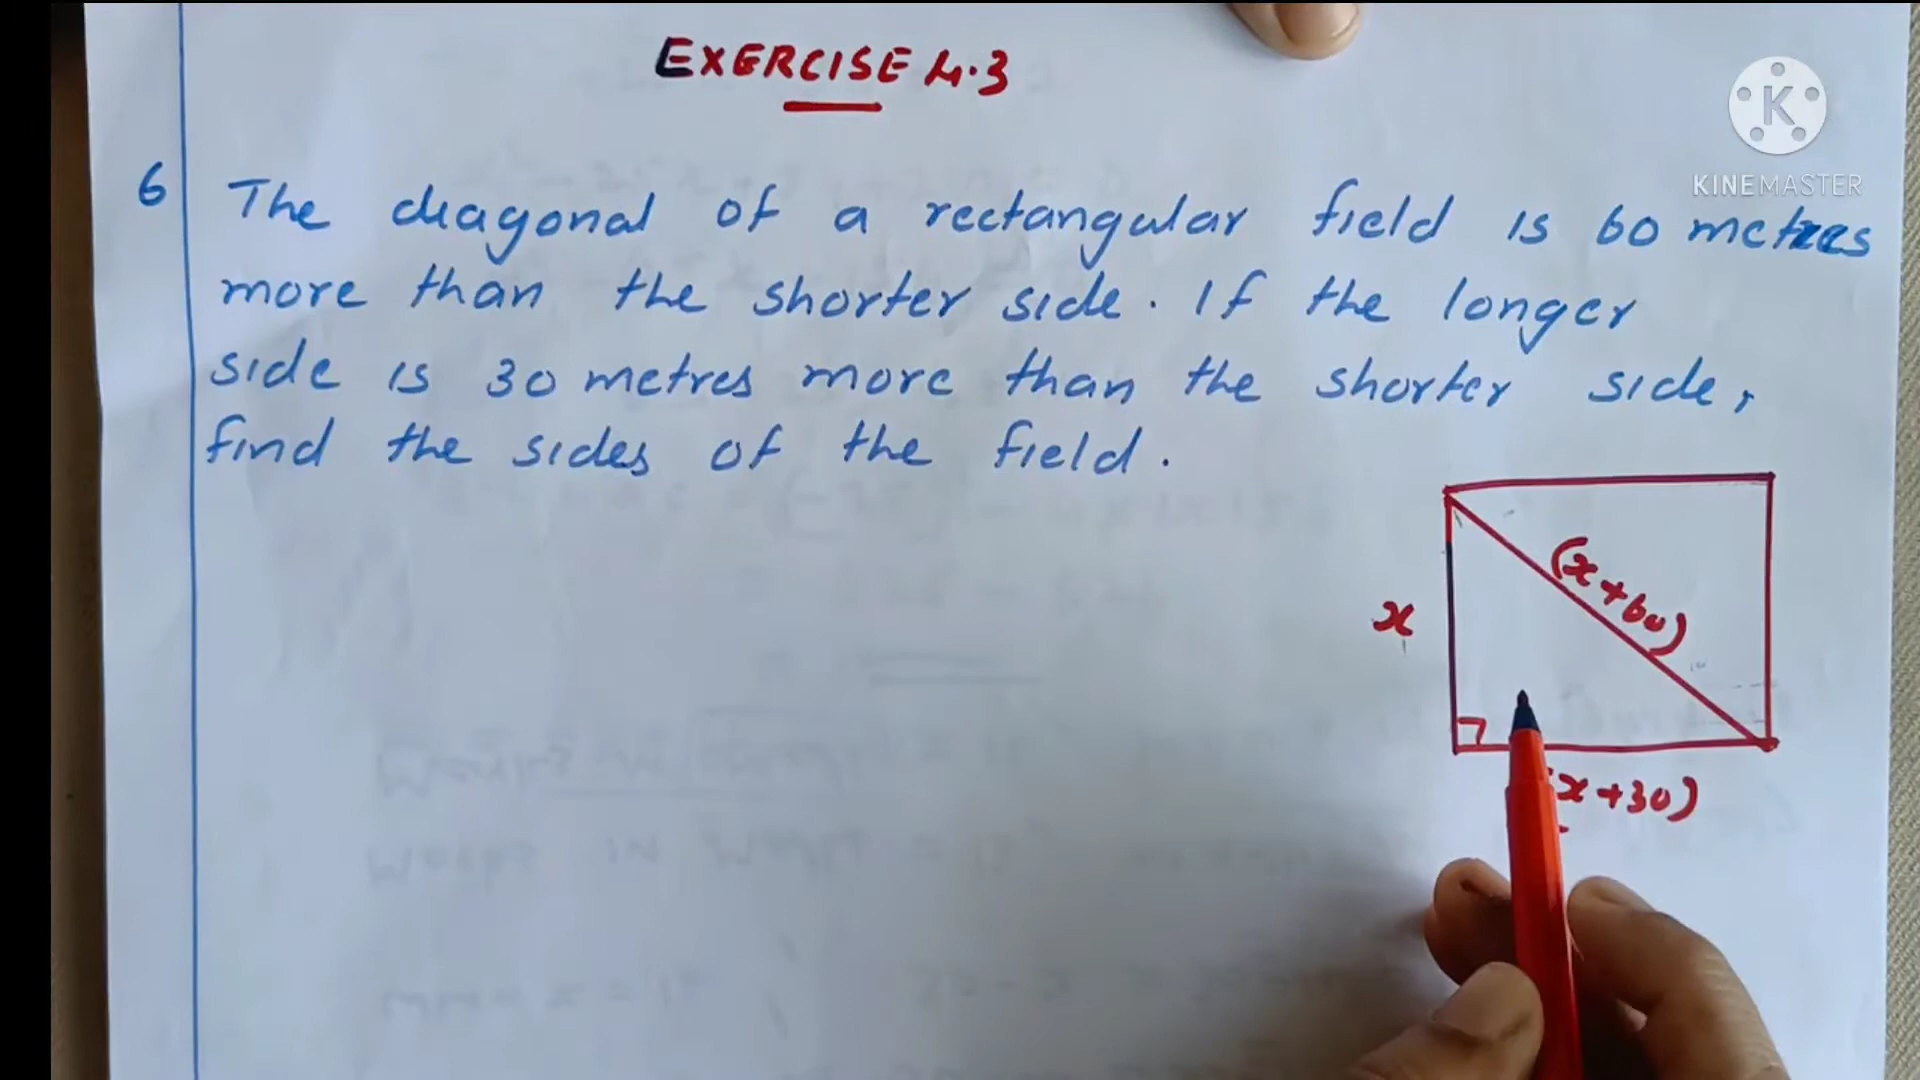 EXERCISE 4.3
K
KINEMASTER
6 The diagonal of a rectangular field is 60 metres
more than the shorter side. If the longer
side is 30 metres more than the shorter side,
find the sides of the field.
(x+60)
x
(x+30)